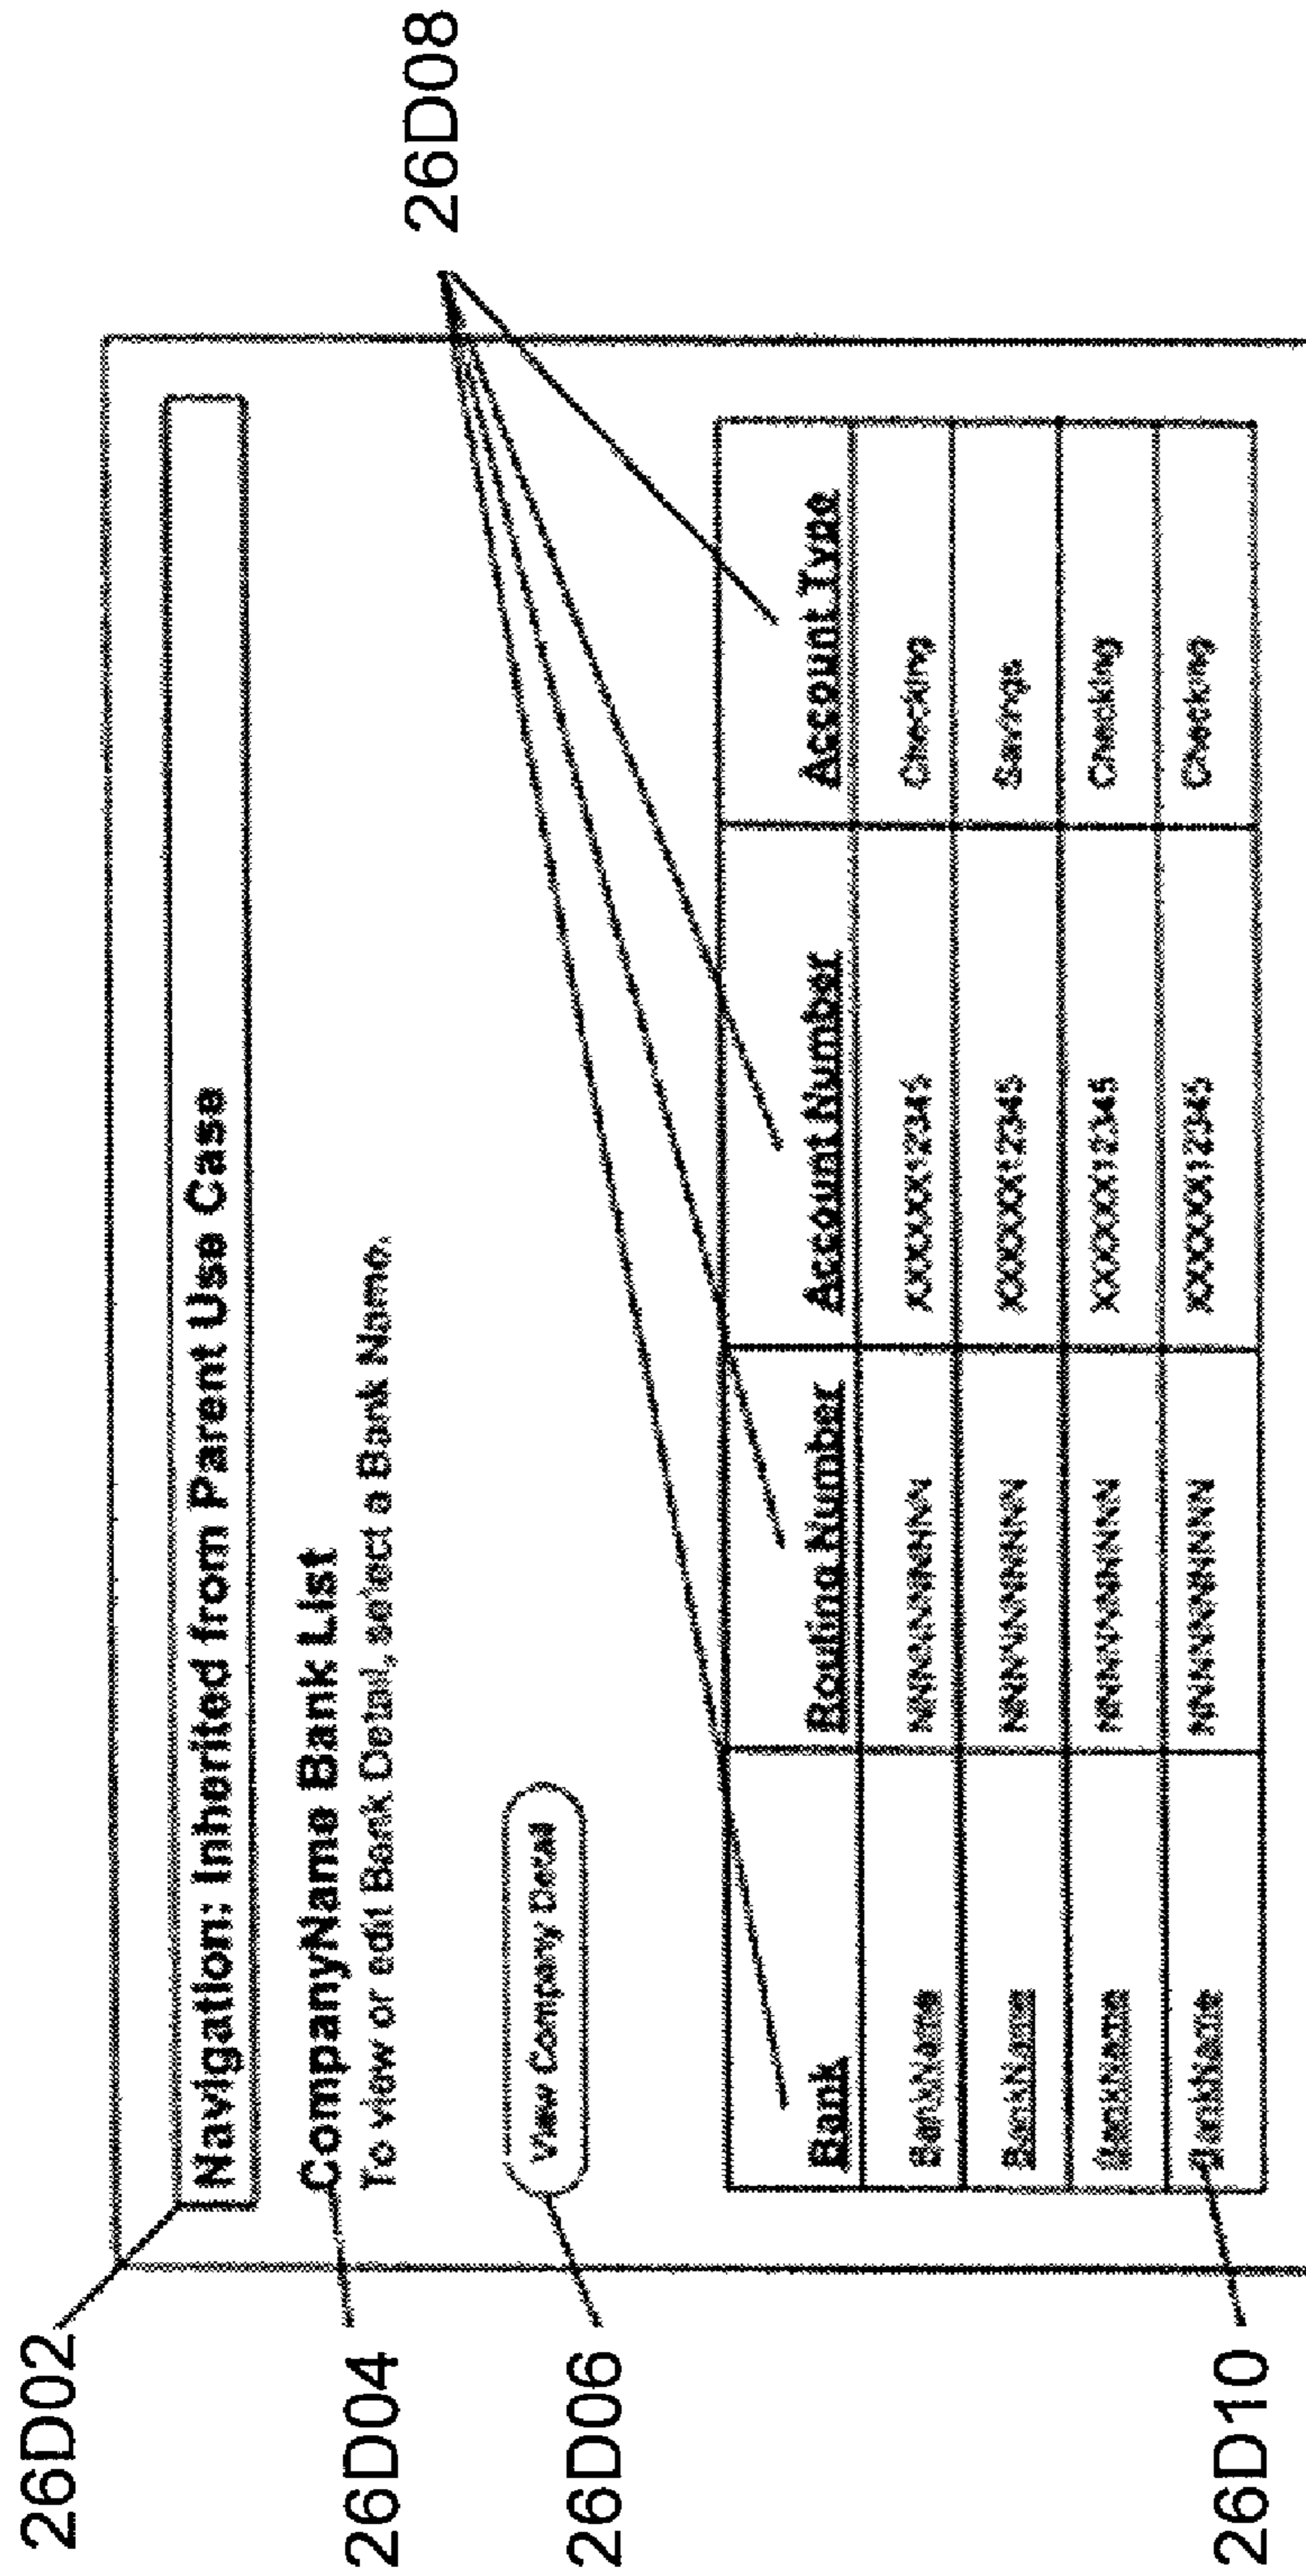 26D02
Navigation: Inherited from Parent Use Case
26D04
CompanyName Bank List
To view or edit Bank Detail, select a Bank Name.
26D06
View Company Detail
26D08
Bank Routing Number Account Number Account Type
BankName NNNNNNNNN XXXXXX12345 Checking
BankName NNNNNNNNN XXXXXX12345 Savings
BankName NNNNNNNNN XXXXXX12345 Checking
BankName NNNNNNNNN XXXXXX12345 Checking
26D10